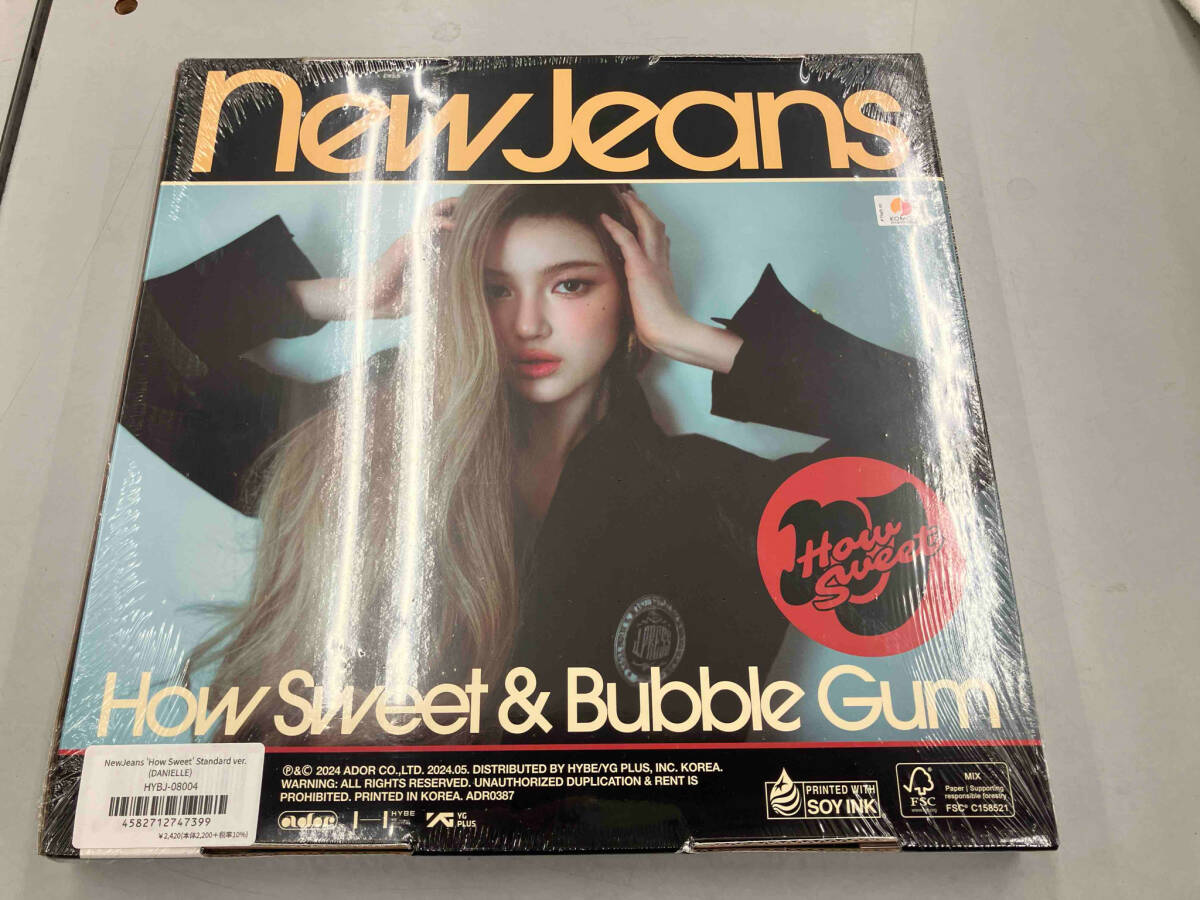 NewJeans
KOMCA
How
Sweet
J.PRESS
How Sweet & Bubble Gum
NewJeans 'How Sweet' Standard ver.
(DANIELLE)
HYBJ-08004
4582712747399
￥2,420(本体2,200+税率10%)
℗&© 2024 ADOR CO.,LTD. 2024.05. DISTRIBUTED BY HYBE/YG PLUS, INC. KOREA.
WARNING: ALL RIGHTS RESERVED. UNAUTHORIZED DUPLICATION & RENT IS
PROHIBITED. PRINTED IN KOREA. ADR0387
ador
HYBE
YG
PLUS
PRINTED WITH
SOY INK
FSC
MIX
Paper | Supporting
responsible forestry
FSC® C158521